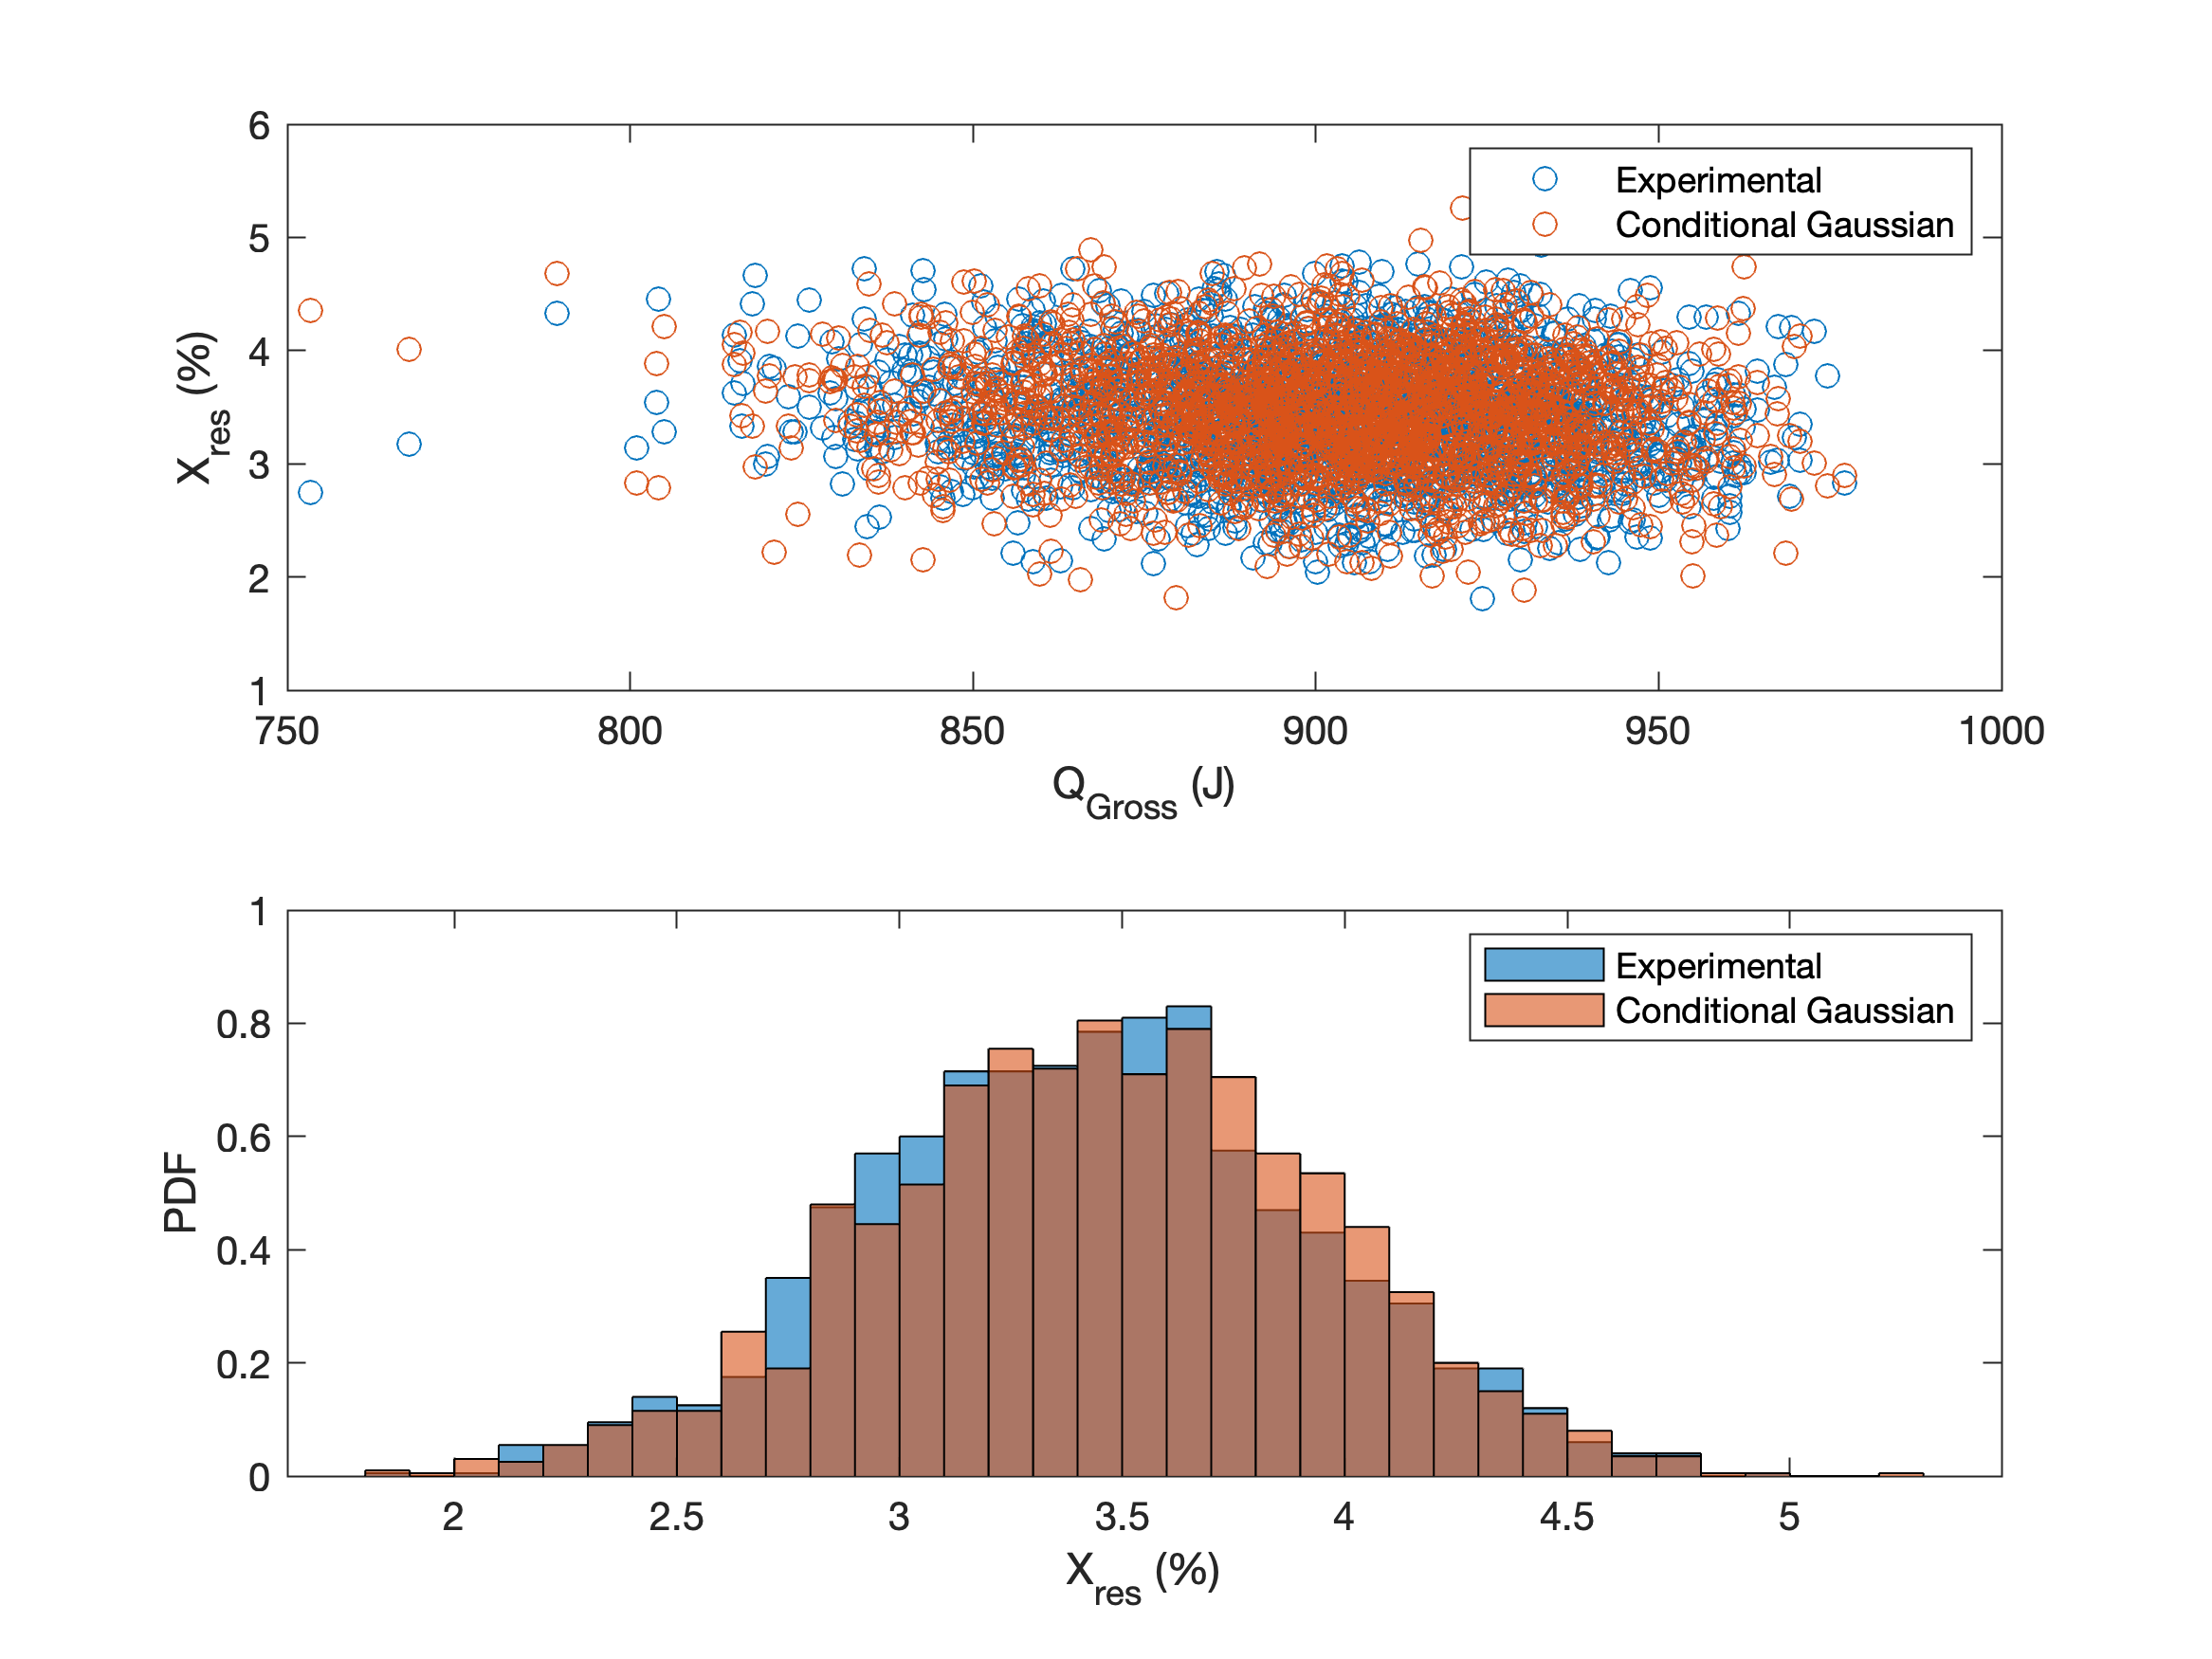 6
5
4
3
2
1
X_res (%)
Experimental
Conditional Gaussian
750 800 850 900 950 1000
Q_Gross (J)
1
0.8
0.6
0.4
0.2
0
PDF
Experimental
Conditional Gaussian
2 2.5 3 3.5 4 4.5 5
X_res (%)